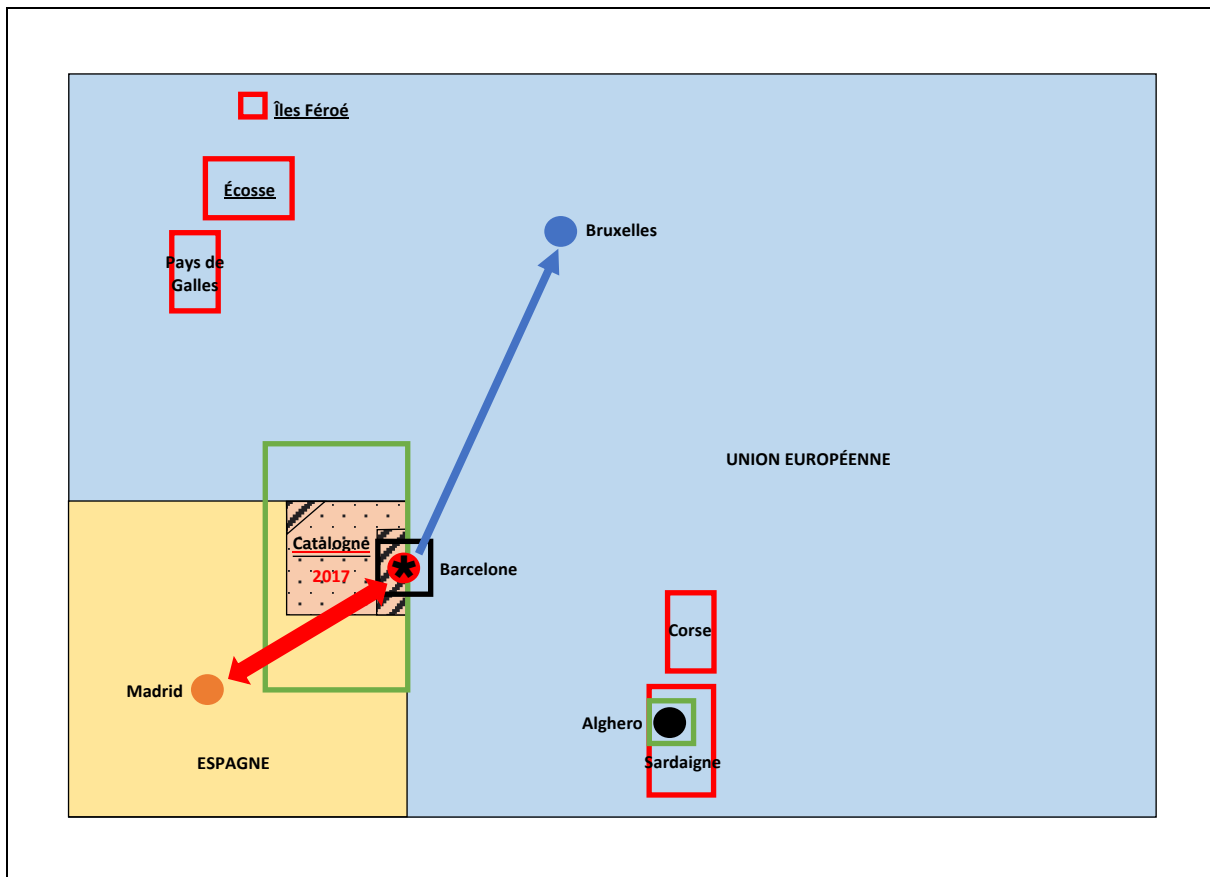 Îles Féroé
Écosse
Bruxelles
Pays de
Galles
UNION EUROPÉENNE
Catalogne
2017
Barcelone
Corse
Madrid
Alghero
ESPAGNE
Sardaigne